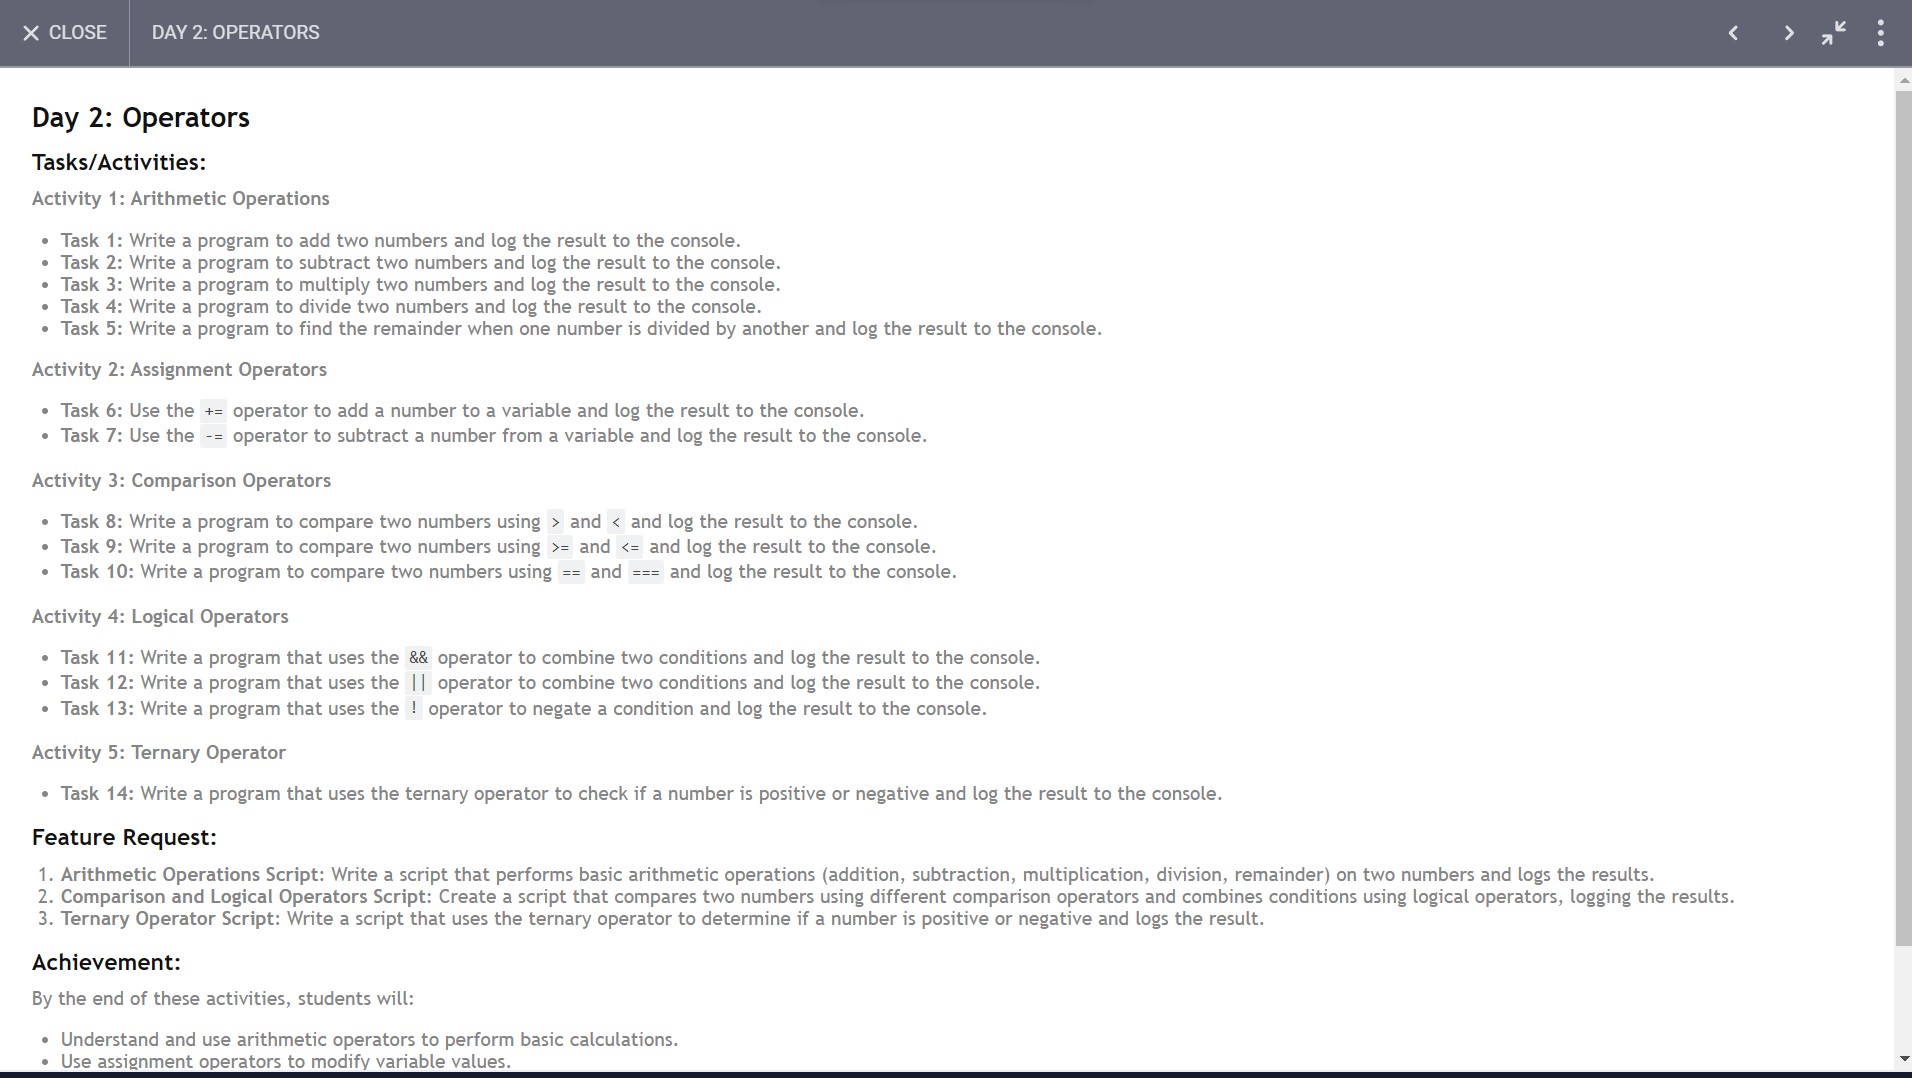 CLOSE
DAY 2: OPERATORS
Day 2: Operators
Tasks/Activities:
Activity 1: Arithmetic Operations
• Task 1: Write a program to add two numbers and log the result to the console.
• Task 2: Write a program to subtract two numbers and log the result to the console.
• Task 3: Write a program to multiply two numbers and log the result to the console.
• Task 4: Write a program to divide two numbers and log the result to the console.
• Task 5: Write a program to find the remainder when one number is divided by another and log the result to the console.
Activity 2: Assignment Operators
• Task 6: Use the += operator to add a number to a variable and log the result to the console.
• Task 7: Use the -= operator to subtract a number from a variable and log the result to the console.
Activity 3: Comparison Operators
• Task 8: Write a program to compare two numbers using > and < and log the result to the console.
• Task 9: Write a program to compare two numbers using >= and <= and log the result to the console.
• Task 10: Write a program to compare two numbers using == and === and log the result to the console.
Activity 4: Logical Operators
• Task 11: Write a program that uses the && operator to combine two conditions and log the result to the console.
• Task 12: Write a program that uses the || operator to combine two conditions and log the result to the console.
• Task 13: Write a program that uses the ! operator to negate a condition and log the result to the console.
Activity 5: Ternary Operator
• Task 14: Write a program that uses the ternary operator to check if a number is positive or negative and log the result to the console.
Feature Request:
1. Arithmetic Operations Script: Write a script that performs basic arithmetic operations (addition, subtraction, multiplication, division, remainder) on two numbers and logs the results.
2. Comparison and Logical Operators Script: Create a script that compares two numbers using different comparison operators and combines conditions using logical operators, logging the results.
3. Ternary Operator Script: Write a script that uses the ternary operator to determine if a number is positive or negative and logs the result.
Achievement:
By the end of these activities, students will:
• Understand and use arithmetic operators to perform basic calculations.
• Use assignment operators to modify variable values.